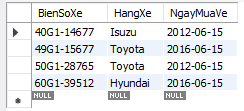 BienSoXe HangXe NgayMuaVe
40G1-14677 Isuzu 2012-06-15
49G1-15677 Toyota 2016-06-15
50G1-28765 Toyota 2012-06-15
60G1-39512 Hyundai 2016-06-15
NULL NULL NULL